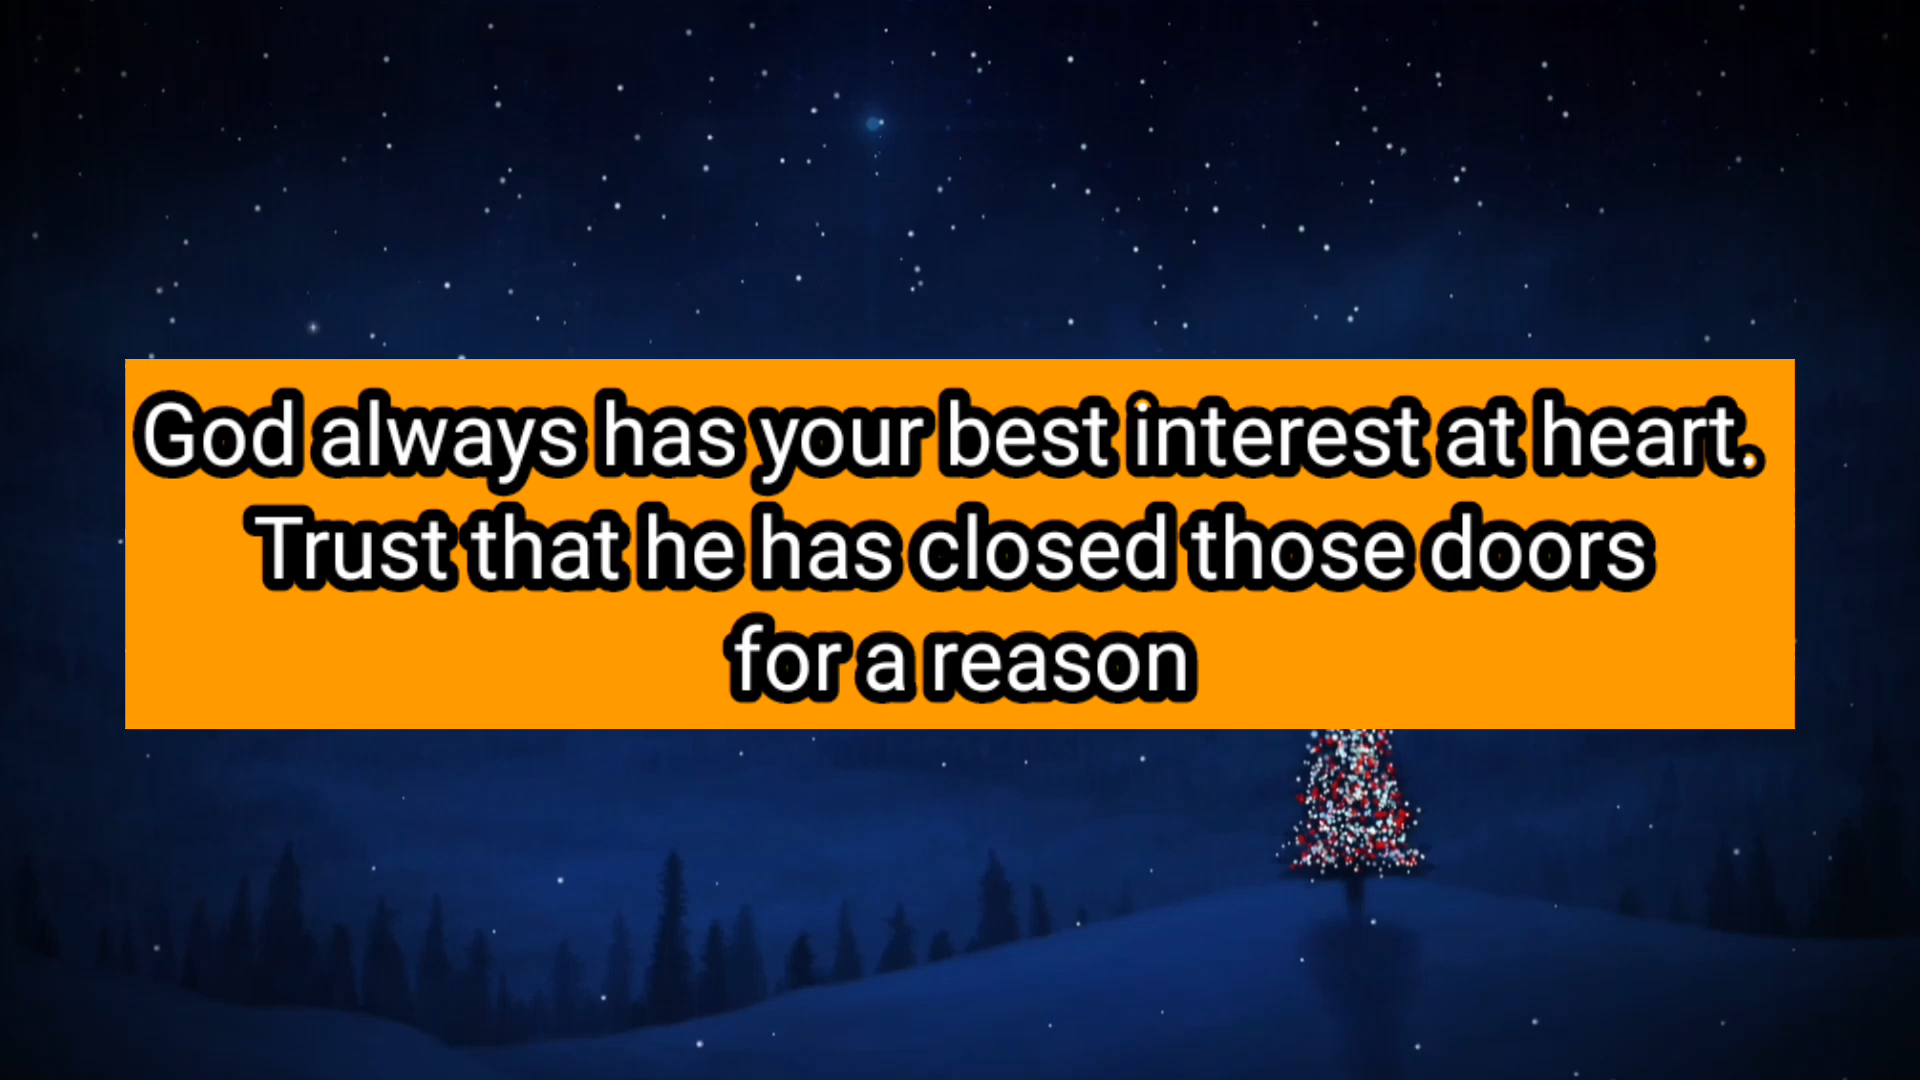 God always has your best interest at heart.
Trust that he has closed those doors
for a reason